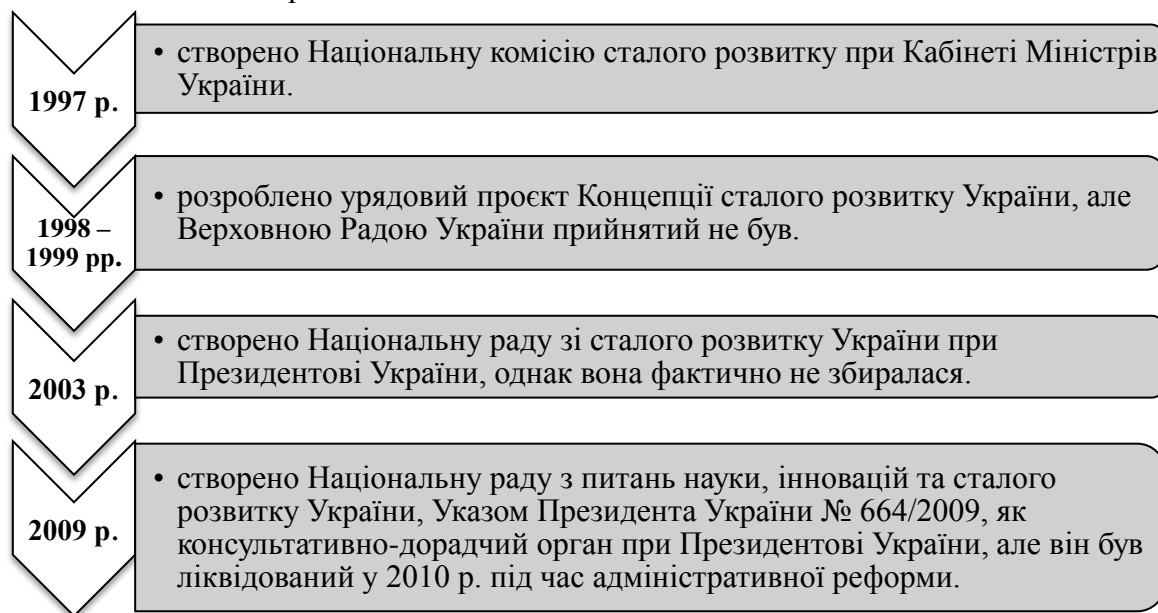 1997 р.
• створено Національну комісію сталого розвитку при Кабінеті Міністрів
України.
1998 –
1999 рр.
• розроблено урядовий проєкт Концепції сталого розвитку України, але
Верховною Радою України прийнятий не був.
2003 р.
• створено Національну раду зі сталого розвитку України при
Президентові України, однак вона фактично не збиралася.
2009 р.
• створено Національну раду з питань науки, інновацій та сталого
розвитку України, Указом Президента України № 664/2009, як
консультативно-дорадчий орган при Президентові України, але він був
ліквідований у 2010 р. під час адміністративної реформи.